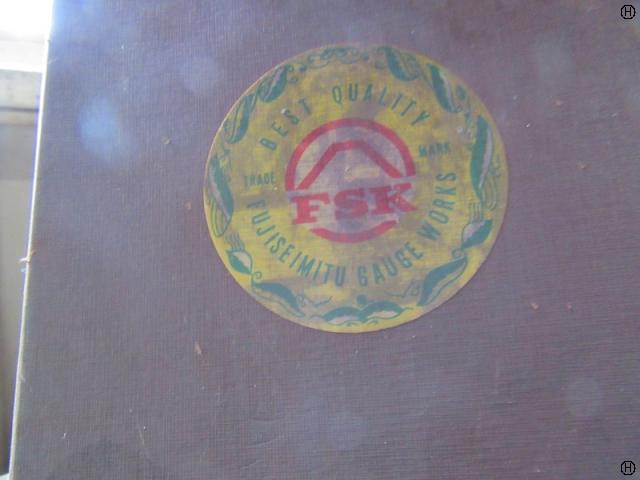 BEST QUALITY
TRADE MARK
FSK
FUJISEIMITU GAUGE WORKS
H
H